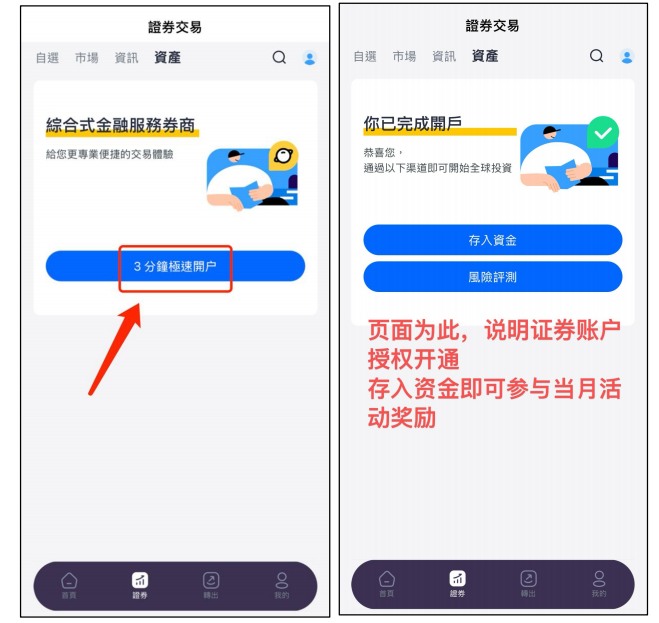 證券交易
自選 市場 資訊 資產
綜合式金融服務券商
給您更專業便捷的交易體驗
3 分鐘極速開户
首頁 證券 轉出 我的
證券交易
自選 市場 資訊 資產
你已完成開戶
恭喜您，
通過以下渠道即可開始全球投資
存入資金
風險評測
页面为此，说明证券账户
授权开通
存入资金即可参与当月活
动奖励
首頁 證券 轉出 我的